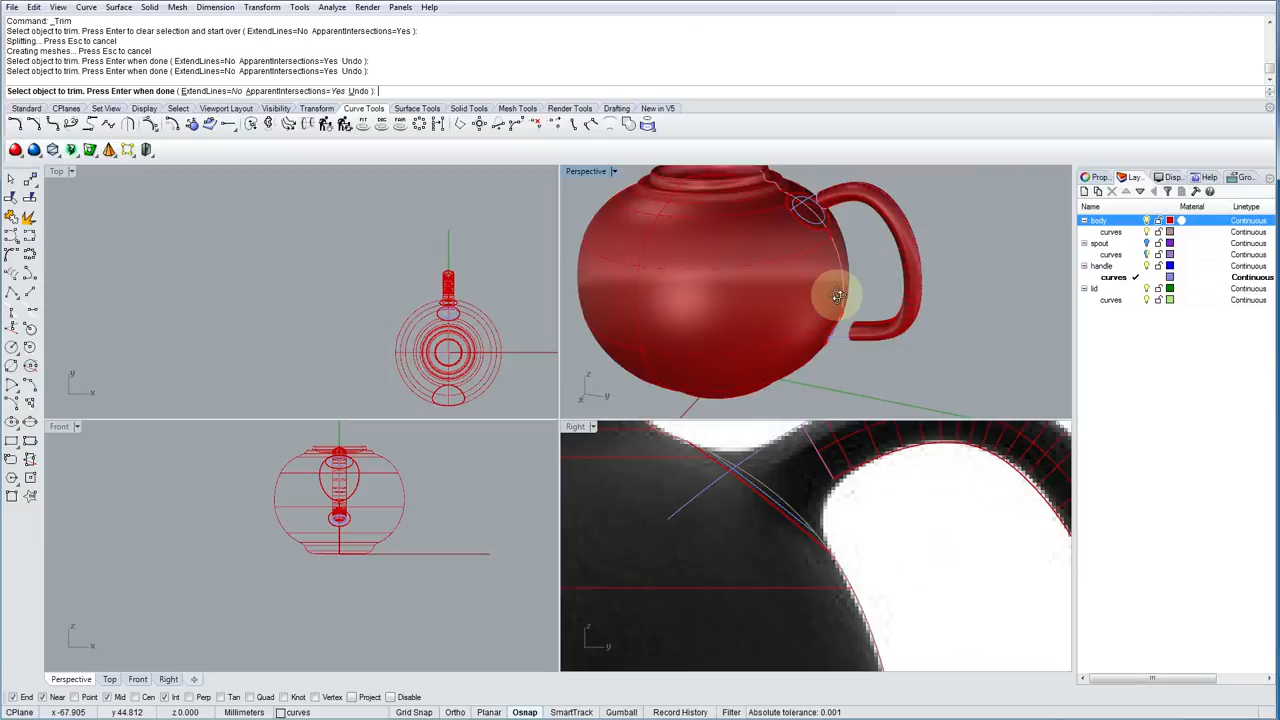 File Edit View Curve Surface Solid Mesh Dimension Transform Tools Analyze Render Panels Help
Command: _Trim
Select object to trim. Press Enter to clear selection and start over ( ExtendLines=No ApparentIntersections=Yes ):
Splitting... Press Esc to cancel
Creating meshes... Press Esc to cancel
Select object to trim. Press Enter when done ( ExtendLines=No ApparentIntersections=Yes Undo ):
Select object to trim. Press Enter when done ( ExtendLines=No ApparentIntersections=Yes Undo ):
Select object to trim. Press Enter when done ( ExtendLines=No ApparentIntersections=Yes Undo ):
Standard CPlanes Set View Display Select Viewport Layout Visibility Transform Curve Tools Surface Tools Solid Tools Mesh Tools Render Tools Drafting New in V5
Top Perspective Prop... Lay... Disp... Help Gro...
Name Material Linetype
body Continuous
curves Continuous
spout Continuous
curves Continuous
handle Continuous
curves Continuous
lid Continuous
curves Continuous
y x
z x y
Front Right
z x
z y
Perspective Top Front Right
End Near Point Mid Cen Int Perp Tan Quad Knot Vertex Project Disable
CPlane x -67.905 y 44.812 z 0.000 Millimeters curves Grid Snap Ortho Planar Osnap SmartTrack Gumball Record History Filter Absolute tolerance: 0.001